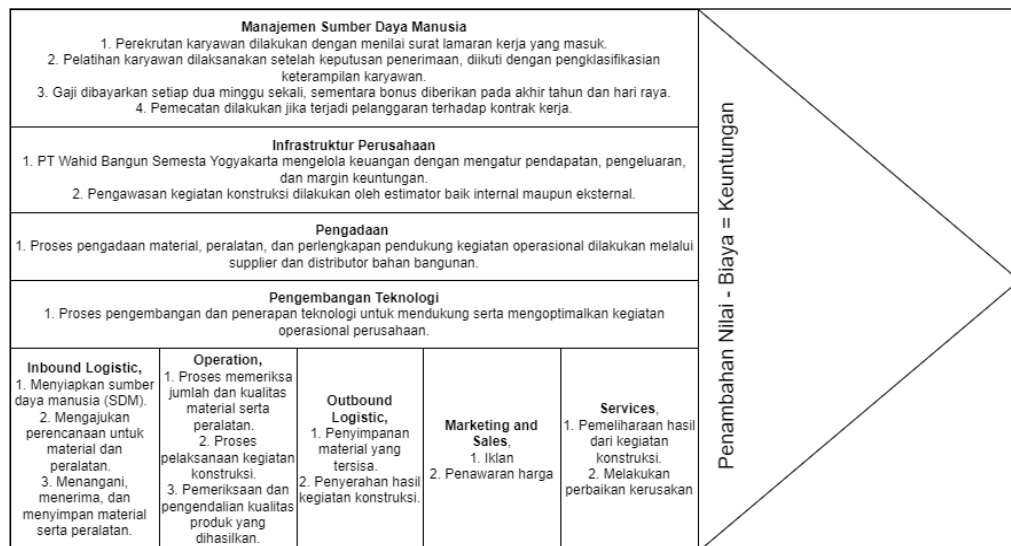 Manajemen Sumber Daya Manusia
1. Perekrutan karyawan dilakukan dengan menilai surat lamaran kerja yang masuk.
2. Pelatihan karyawan dilaksanakan setelah keputusan penerimaan, diikuti dengan pengklasifikasian
keterampilan karyawan.
3. Gaji dibayarkan setiap dua minggu sekali, sementara bonus diberikan pada akhir tahun dan hari raya.
4. Pemecatan dilakukan jika terjadi pelanggaran terhadap kontrak kerja.
Infrastruktur Perusahaan
1. PT Wahid Bangun Semesta Yogyakarta mengelola keuangan dengan mengatur pendapatan, pengeluaran,
dan margin keuntungan.
2. Pengawasan kegiatan konstruksi dilakukan oleh estimator baik internal maupun eksternal.
Pengadaan
1. Proses pengadaan material, peralatan, dan perlengkapan pendukung kegiatan operasional dilakukan melalui
supplier dan distributor bahan bangunan.
Pengembangan Teknologi
1. Proses pengembangan dan penerapan teknologi untuk mendukung serta mengoptimalkan kegiatan
operasional perusahaan.
Inbound Logistic,
1. Menyiapkan sumber
daya manusia (SDM).
2. Mengajukan
perencanaan untuk
material dan
peralatan.
3. Menangani,
menerima, dan
menyimpan material
serta peralatan.
Operation,
1. Proses memeriksa
jumlah dan kualitas
material serta
peralatan.
2. Proses
pelaksanaan kegiatan
konstruksi.
3. Pemeriksaan dan
pengendalian kualitas
produk yang
dihasilkan.
Outbound
Logistic,
1. Penyimpanan
material yang
tersisa.
2. Penyerahan hasil
kegiatan konstruksi.
Marketing and
Sales,
1. Iklan
2. Penawaran harga
Services,
1. Pemeliharaan hasil
dari kegiatan
konstruksi.
2. Melakukan
perbaikan kerusakan
Penambahan Nilai - Biaya = Keuntungan